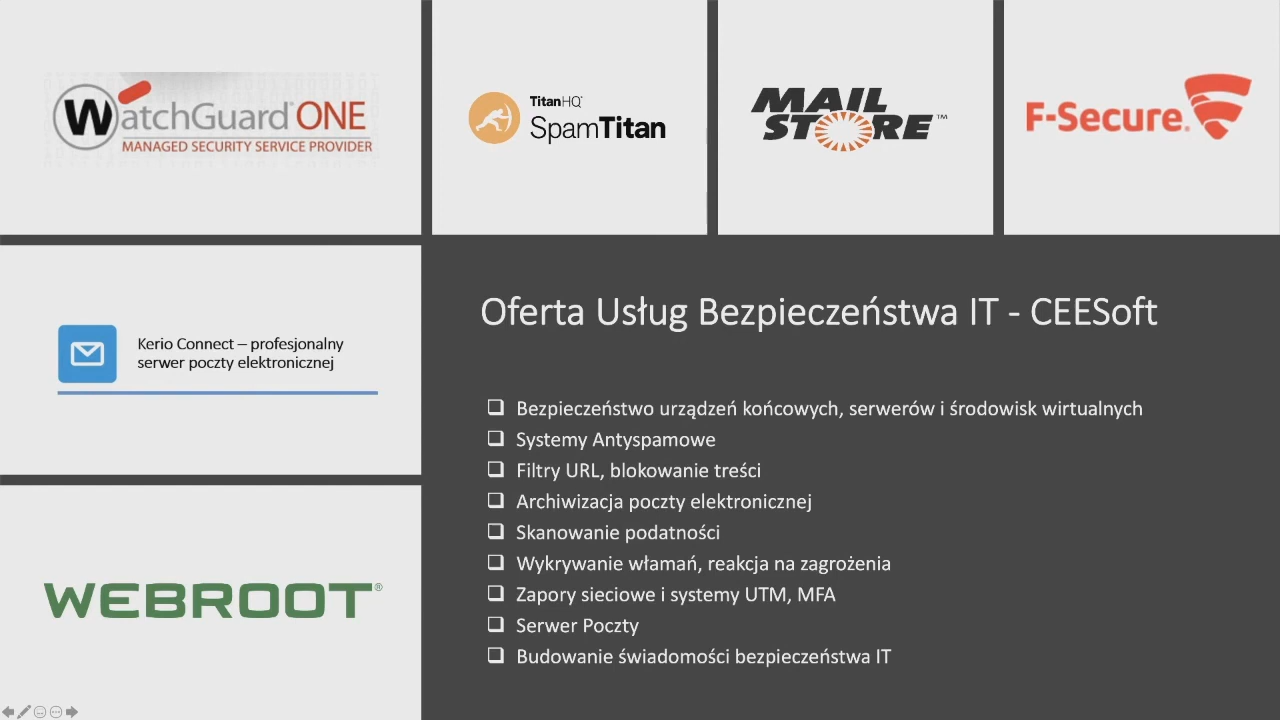 WatchGuard® ONE
MANAGED SECURITY SERVICE PROVIDER
TitanHQ®
SpamTitan
MAIL
STORE™
F-Secure®
Kerio Connect – profesjonalny
serwer poczty elektronicznej
WEBROOT®
Oferta Usług Bezpieczeństwa IT - CEESoft
❑ Bezpieczeństwo urządzeń końcowych, serwerów i środowisk wirtualnych
❑ Systemy Antyspamowe
❑ Filtry URL, blokowanie treści
❑ Archiwizacja poczty elektronicznej
❑ Skanowanie podatności
❑ Wykrywanie włamań, reakcja na zagrożenia
❑ Zapory sieciowe i systemy UTM, MFA
❑ Serwer Poczty
❑ Budowanie świadomości bezpieczeństwa IT